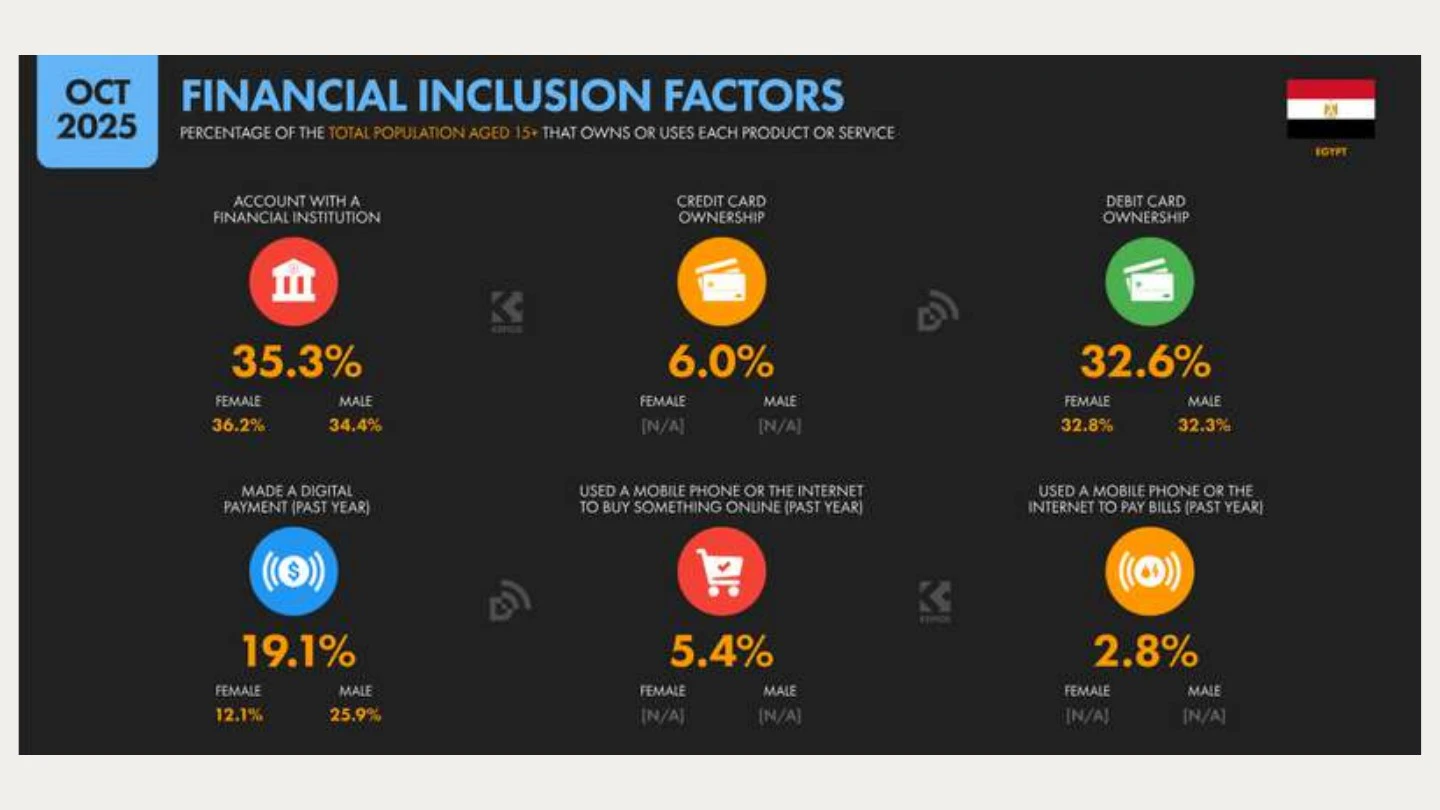 OCT
2025
FINANCIAL INCLUSION FACTORS
PERCENTAGE OF THE TOTAL POPULATION AGED 15+ THAT OWNS OR USES EACH PRODUCT OR SERVICE
EGYPT
ACCOUNT WITH A
FINANCIAL INSTITUTION
35.3%
FEMALE MALE
36.2% 34.4%
CREDIT CARD
OWNERSHIP
6.0%
FEMALE MALE
[N/A] [N/A]
DEBIT CARD
OWNERSHIP
32.6%
FEMALE MALE
32.8% 32.3%
MADE A DIGITAL
PAYMENT (PAST YEAR)
19.1%
FEMALE MALE
12.1% 25.9%
USED A MOBILE PHONE OR THE INTERNET
TO BUY SOMETHING ONLINE (PAST YEAR)
5.4%
FEMALE MALE
[N/A] [N/A]
USED A MOBILE PHONE OR THE
INTERNET TO PAY BILLS (PAST YEAR)
2.8%
FEMALE MALE
[N/A] [N/A]
KEPIOS
KEPIOS